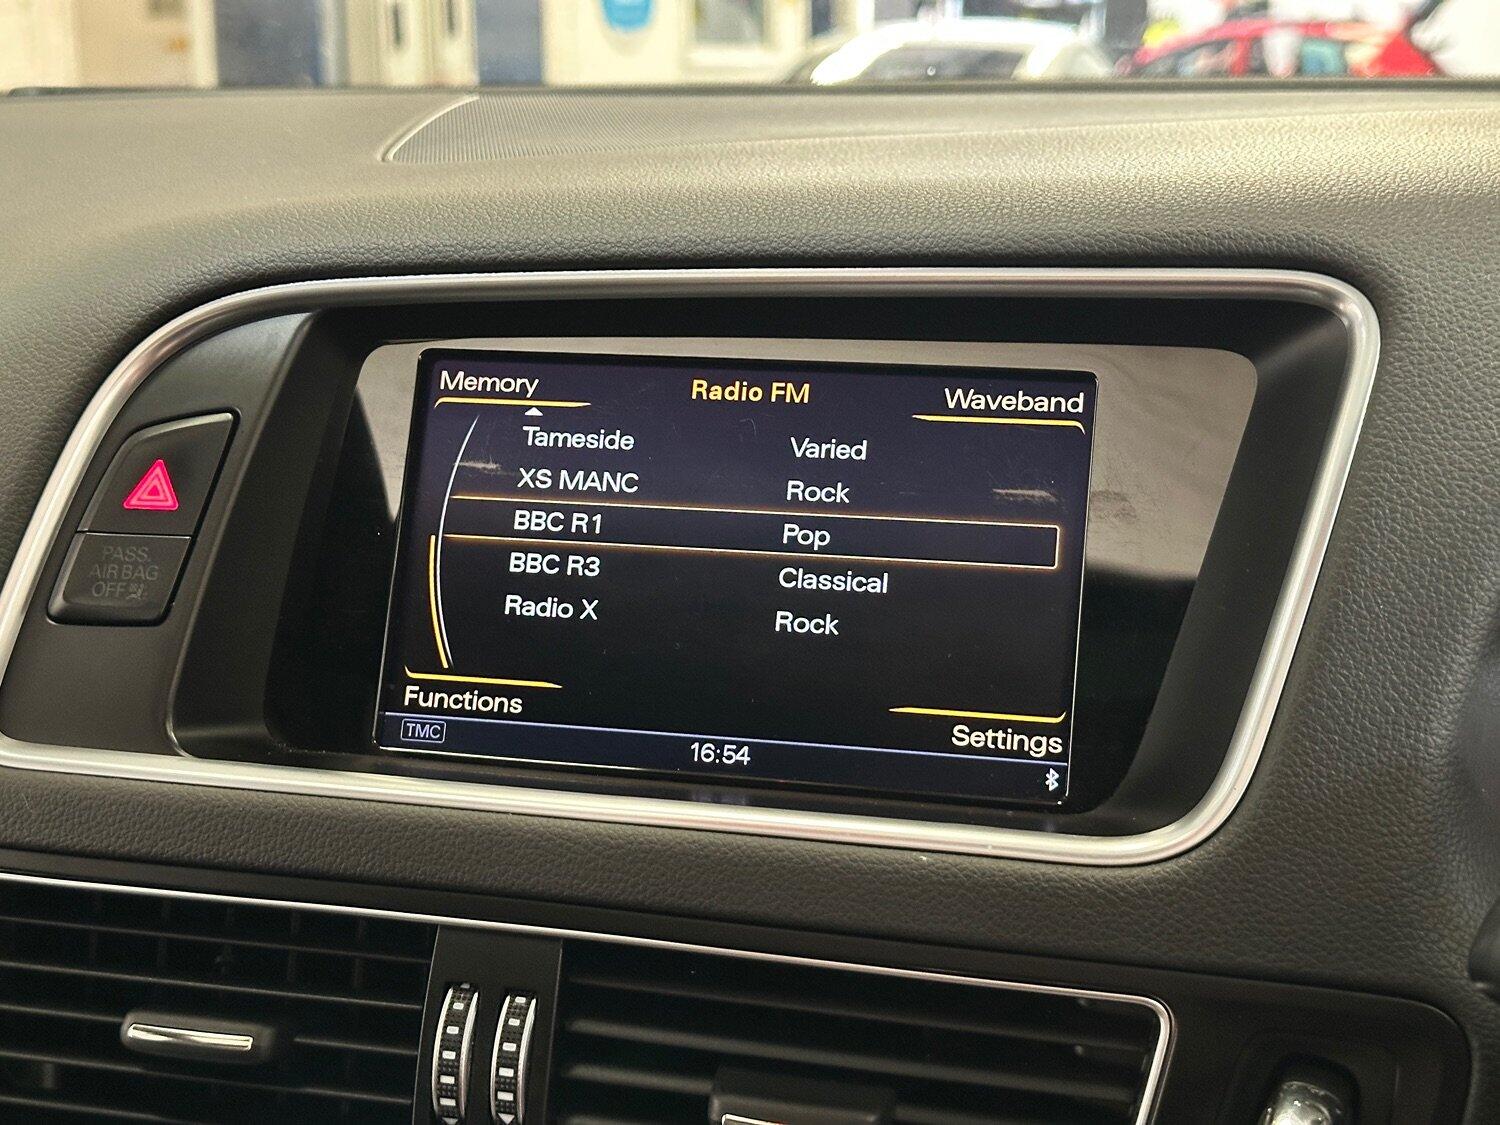 Memory
Radio FM
Waveband
Tameside Varied
XS MANC Rock
BBC R1 Pop
BBC R3 Classical
Radio X Rock
Functions
Settings
TMC
16:54
PASS.
AIR BAG
OFF